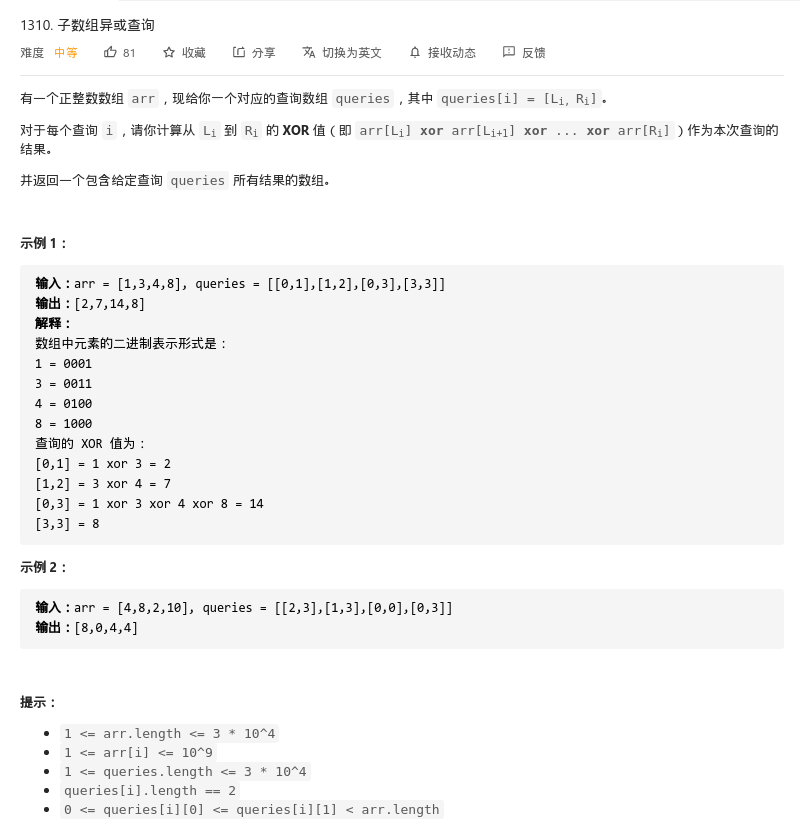 1310. 子数组异或查询
难度 中等 81 收藏 分享 切换为英文 接收动态 反馈
有一个正整数数组 arr，现给你一个对应的查询数组 queries，其中 queries[i] = [Li, Ri]。
对于每个查询 i，请你计算从 Li 到 Ri 的 XOR 值（即 arr[Li] xor arr[Li+1] xor ... xor arr[Ri]）作为本次查询的
结果。
并返回一个包含给定查询 queries 所有结果的数组。
示例 1：
输入：arr = [1,3,4,8], queries = [[0,1],[1,2],[0,3],[3,3]]
输出：[2,7,14,8]
解释：
数组中元素的二进制表示形式是：
1 = 0001
3 = 0011
4 = 0100
8 = 1000
查询的 XOR 值为：
[0,1] = 1 xor 3 = 2
[1,2] = 3 xor 4 = 7
[0,3] = 1 xor 3 xor 4 xor 8 = 14
[3,3] = 8
示例 2：
输入：arr = [4,8,2,10], queries = [[2,3],[1,3],[0,0],[0,3]]
输出：[8,0,4,4]
提示：
1 <= arr.length <= 3 * 10^4
1 <= arr[i] <= 10^9
1 <= queries.length <= 3 * 10^4
queries[i].length == 2
0 <= queries[i][0] <= queries[i][1] < arr.length